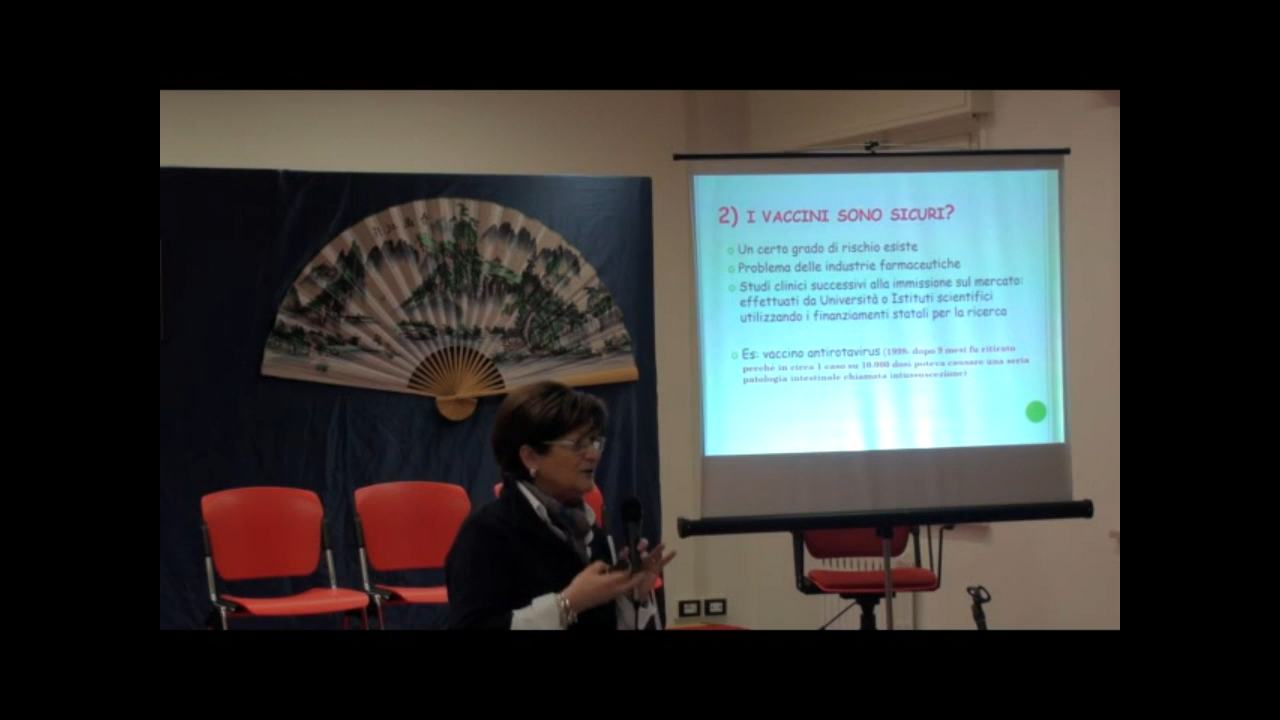 2) I VACCINI SONO SICURI?
Un certo grado di rischio esiste
Problema delle industrie farmaceutiche
Studi clinici successivi alla immissione sul mercato:
effettuati da Università o Istituti scientifici
utilizzando i finanziamenti statali per la ricerca
Es: vaccino antirotavirus (1998. dopo 9 mesi fu ritirato
perché in circa 1 caso su 10.000 dosi poteva causare una seria
patologia intestinale chiamata intussuscezione)